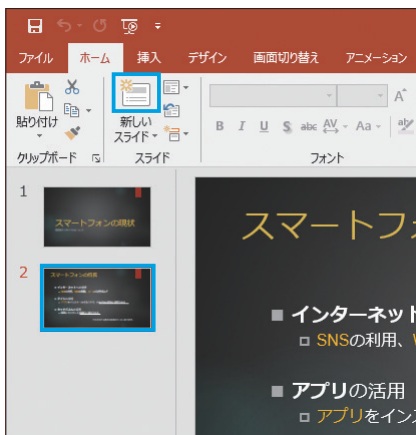 ファイル ホーム 挿入 デザイン 画面切り替え アニメーション
貼り付け 新しい
スライド
B I U S abc AV Aa aby A
クリップボード スライド フォント
1
スマートフォンの現状
2
スマートフ
インターネット
SNSの利用、
アプリの活用
アプリをイン